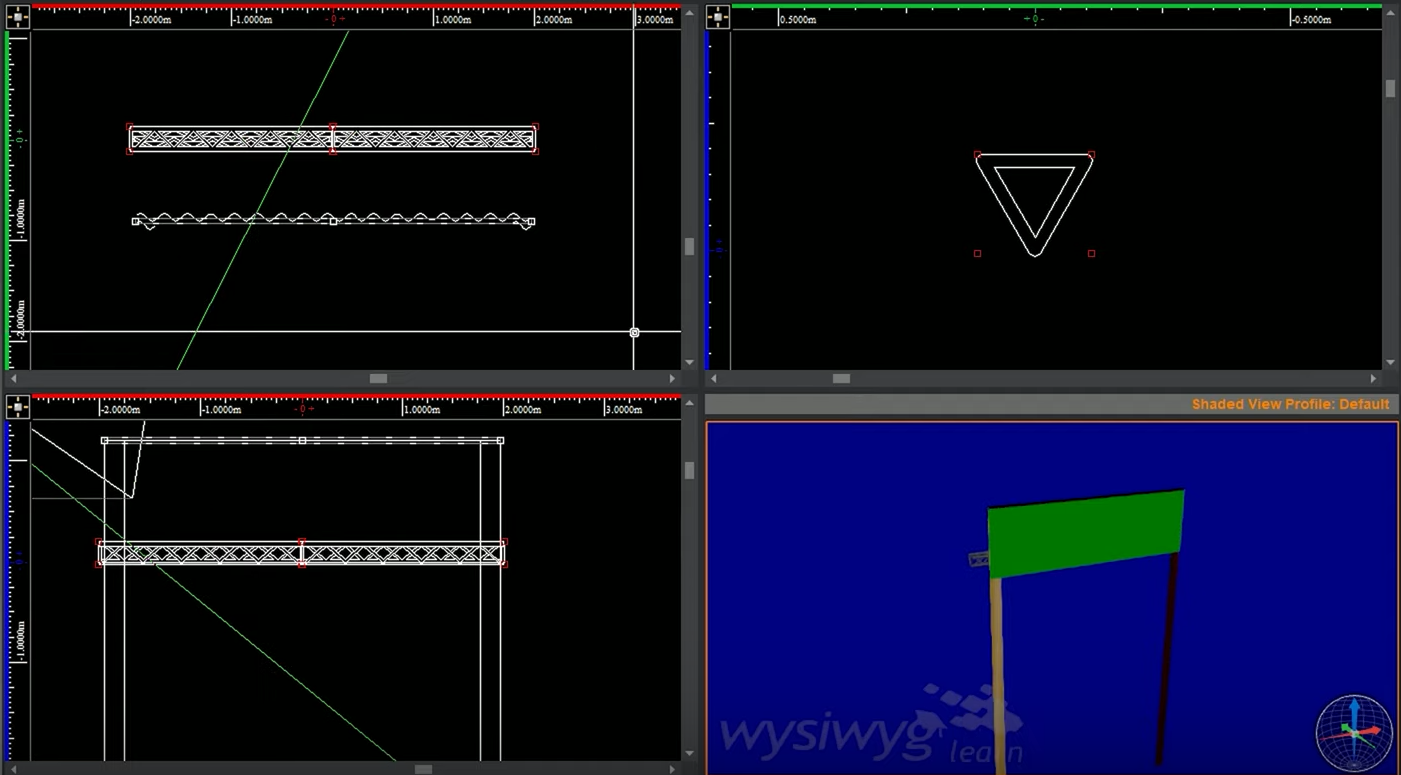 -2.0000m -1.0000m - 0 + 1.0000m 2.0000m 3.0000m
0.5000m + 0 - -0.5000m
- 0 +
-1.0000m
-2.0000m
- 0 +
-2.0000m -1.0000m - 0 + 1.0000m 2.0000m 3.0000m
Shaded View Profile: Default
- 0 +
-1.0000m
wysiwyg
learn